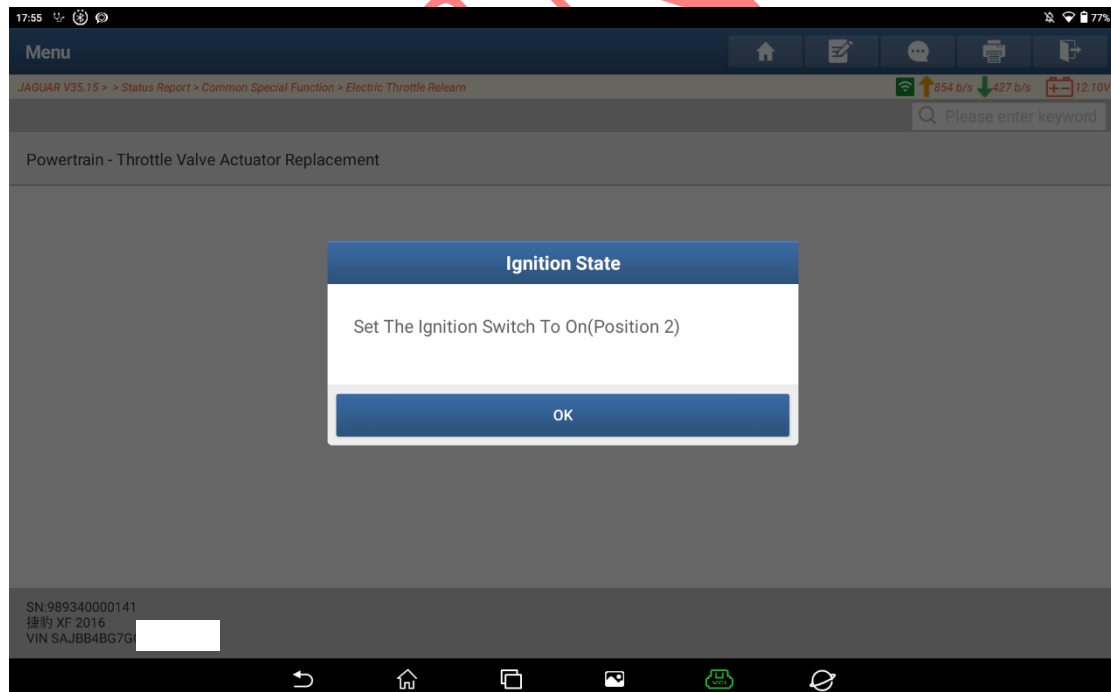 17:55
77%
Menu
JAGUAR V35.15 > > Status Report > Common Special Function > Electric Throttle Relearn
854 b/s 427 b/s 12.10V
Please enter keyword
Powertrain - Throttle Valve Actuator Replacement
Ignition State
Set The Ignition Switch To On(Position 2)
OK
SN:989340000141
捷豹 XF 2016
VIN SAJBB4BG7G
VCI